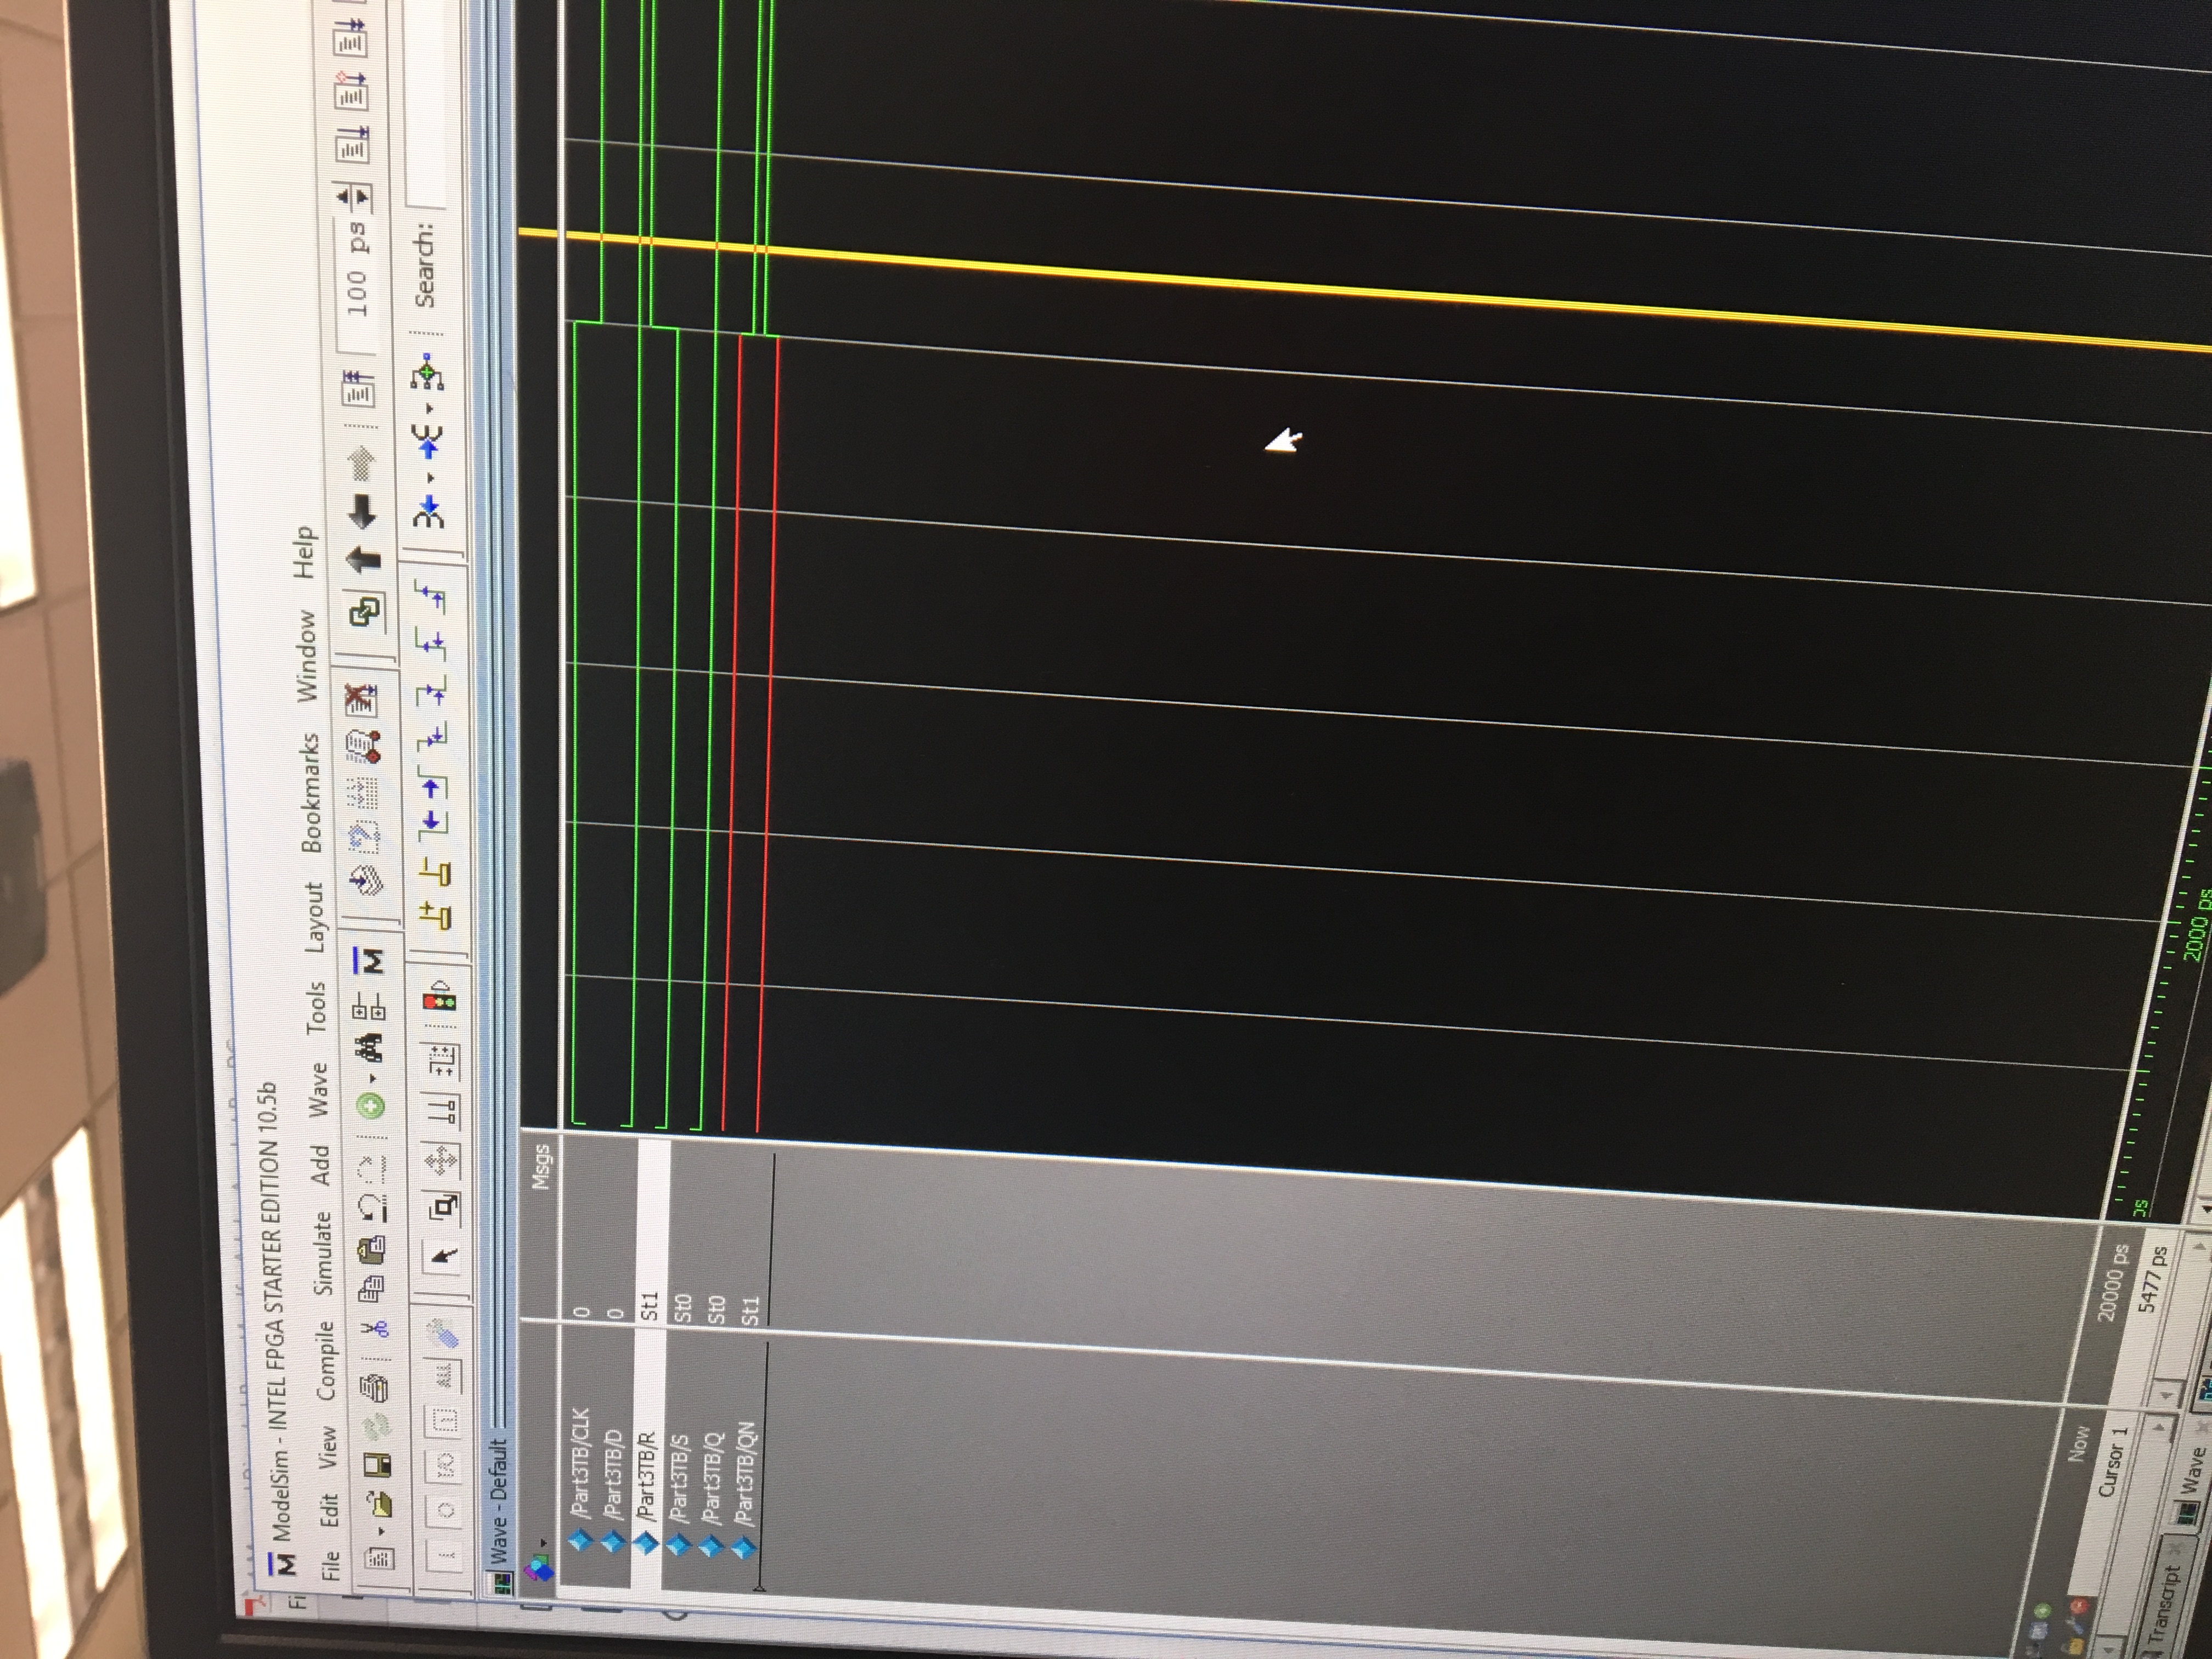 ModelSim - INTEL FPGA STARTER EDITION 10.5b
Fi
File Edit View Compile Simulate Add Wave Tools Layout Bookmarks Window Help
100 ps
ALL
Search:
Wave - Default
Msgs
/Part3TB/CLK 0
/Part3TB/D 0
/Part3TB/R St1
/Part3TB/S St0
/Part3TB/Q St0
/Part3TB/QN St1
Now 20000 ps
Cursor 1 5477 ps
ps
2000 ps
Transcript Wave